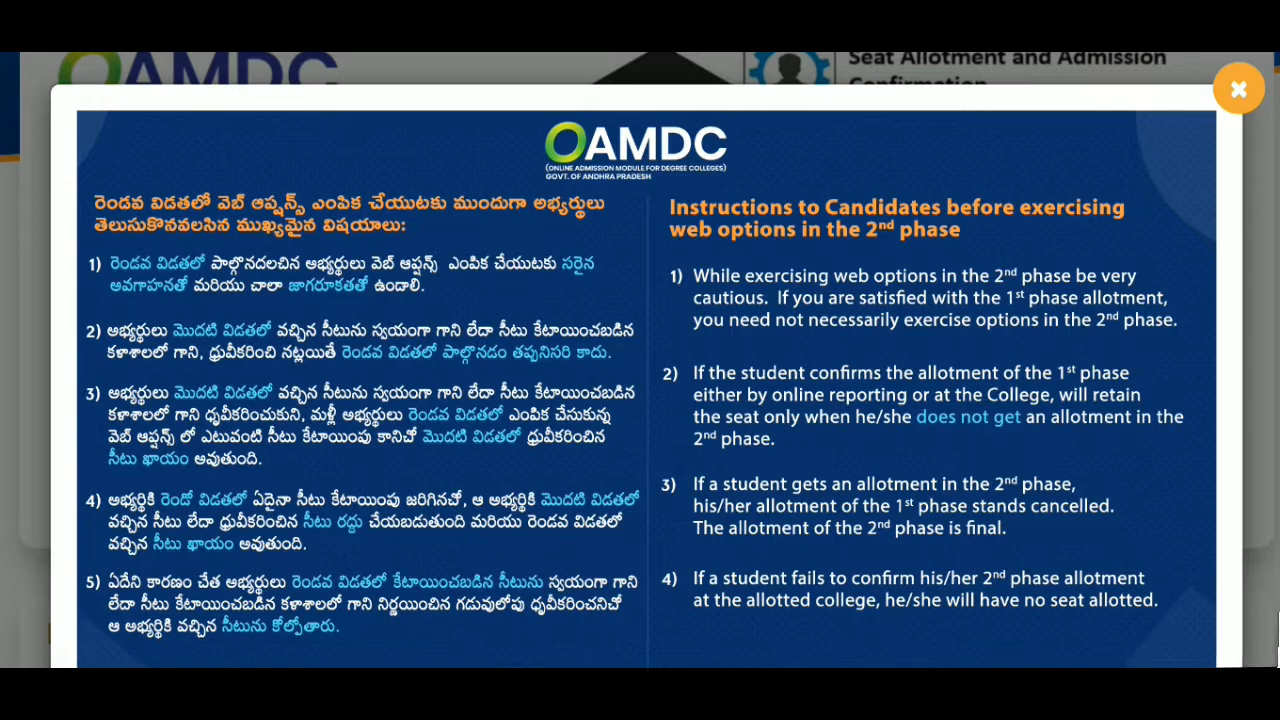 OAMDC
Seat Allotment and Admission
Confirmation
OAMDC
(ONLINE ADMISSION MODULE FOR DEGREE COLLEGES)
GOVT. OF ANDHRA PRADESH
రెండవ విడతలో వెబ్ ఆప్షన్స్ ఎంపిక చేయుటకు ముందుగా అభ్యర్థులు
తెలుసుకొనవలసిన ముఖ్యమైన విషయాలు:
1) రెండవ విడతలో పాల్గొనదలచిన అభ్యర్థులు వెబ్ ఆప్షన్స్ ఎంపిక చేయుటకు సరైన
అవగాహనతో మరియు చాలా జాగరూకతతో ఉండాలి.
2) అభ్యర్థులు మొదటి విడతలో వచ్చిన సీటును స్వయంగా గాని లేదా సీటు కేటాయించబడిన
కళాశాలలో గాని, ధ్రువీకరించి నట్లయితే రెండవ విడతలో పాల్గొనడం తప్పనిసరి కాదు.
3) అభ్యర్థులు మొదటి విడతలో వచ్చిన సీటును స్వయంగా గాని లేదా సీటు కేటాయించబడిన
కళాశాలలో గాని ధృవీకరించుకుని, మళ్లీ అభ్యర్థులు రెండవ విడతలో ఎంపిక చేసుకున్న
వెబ్ ఆప్షన్స్ లో ఎటువంటి సీటు కేటాయింపు కానిచో మొదటి విడతలో ధ్రువీకరించిన
సీటు ఖాయం అవుతుంది.
4) అభ్యర్థికి రెండో విడతలో ఏదైనా సీటు కేటాయింపు జరిగినచో, ఆ అభ్యర్థికి మొదటి విడతలో
వచ్చిన సీటు లేదా ధ్రువీకరించిన సీటు రద్దు చేయబడుతుంది మరియు రెండవ విడతలో
వచ్చిన సీటు ఖాయం అవుతుంది.
5) ఏదేని కారణం చేత అభ్యర్థులు రెండవ విడతలో కేటాయించబడిన సీటును స్వయంగా గాని
లేదా సీటు కేటాయించబడిన కళాశాలలో గాని నిర్ణయించిన గడువులోపు ధృవీకరించనిచో
ఆ అభ్యర్థికి వచ్చిన సీటును కోల్పోతారు.
Instructions to Candidates before exercising
web options in the 2nd phase
1) While exercising web options in the 2nd phase be very
cautious. If you are satisfied with the 1st phase allotment,
you need not necessarily exercise options in the 2nd phase.
2) If the student confirms the allotment of the 1st phase
either by online reporting or at the College, will retain
the seat only when he/she does not get an allotment in the
2nd phase.
3) If a student gets an allotment in the 2nd phase,
his/her allotment of the 1st phase stands cancelled.
The allotment of the 2nd phase is final.
4) If a student fails to confirm his/her 2nd phase allotment
at the allotted college, he/she will have no seat allotted.